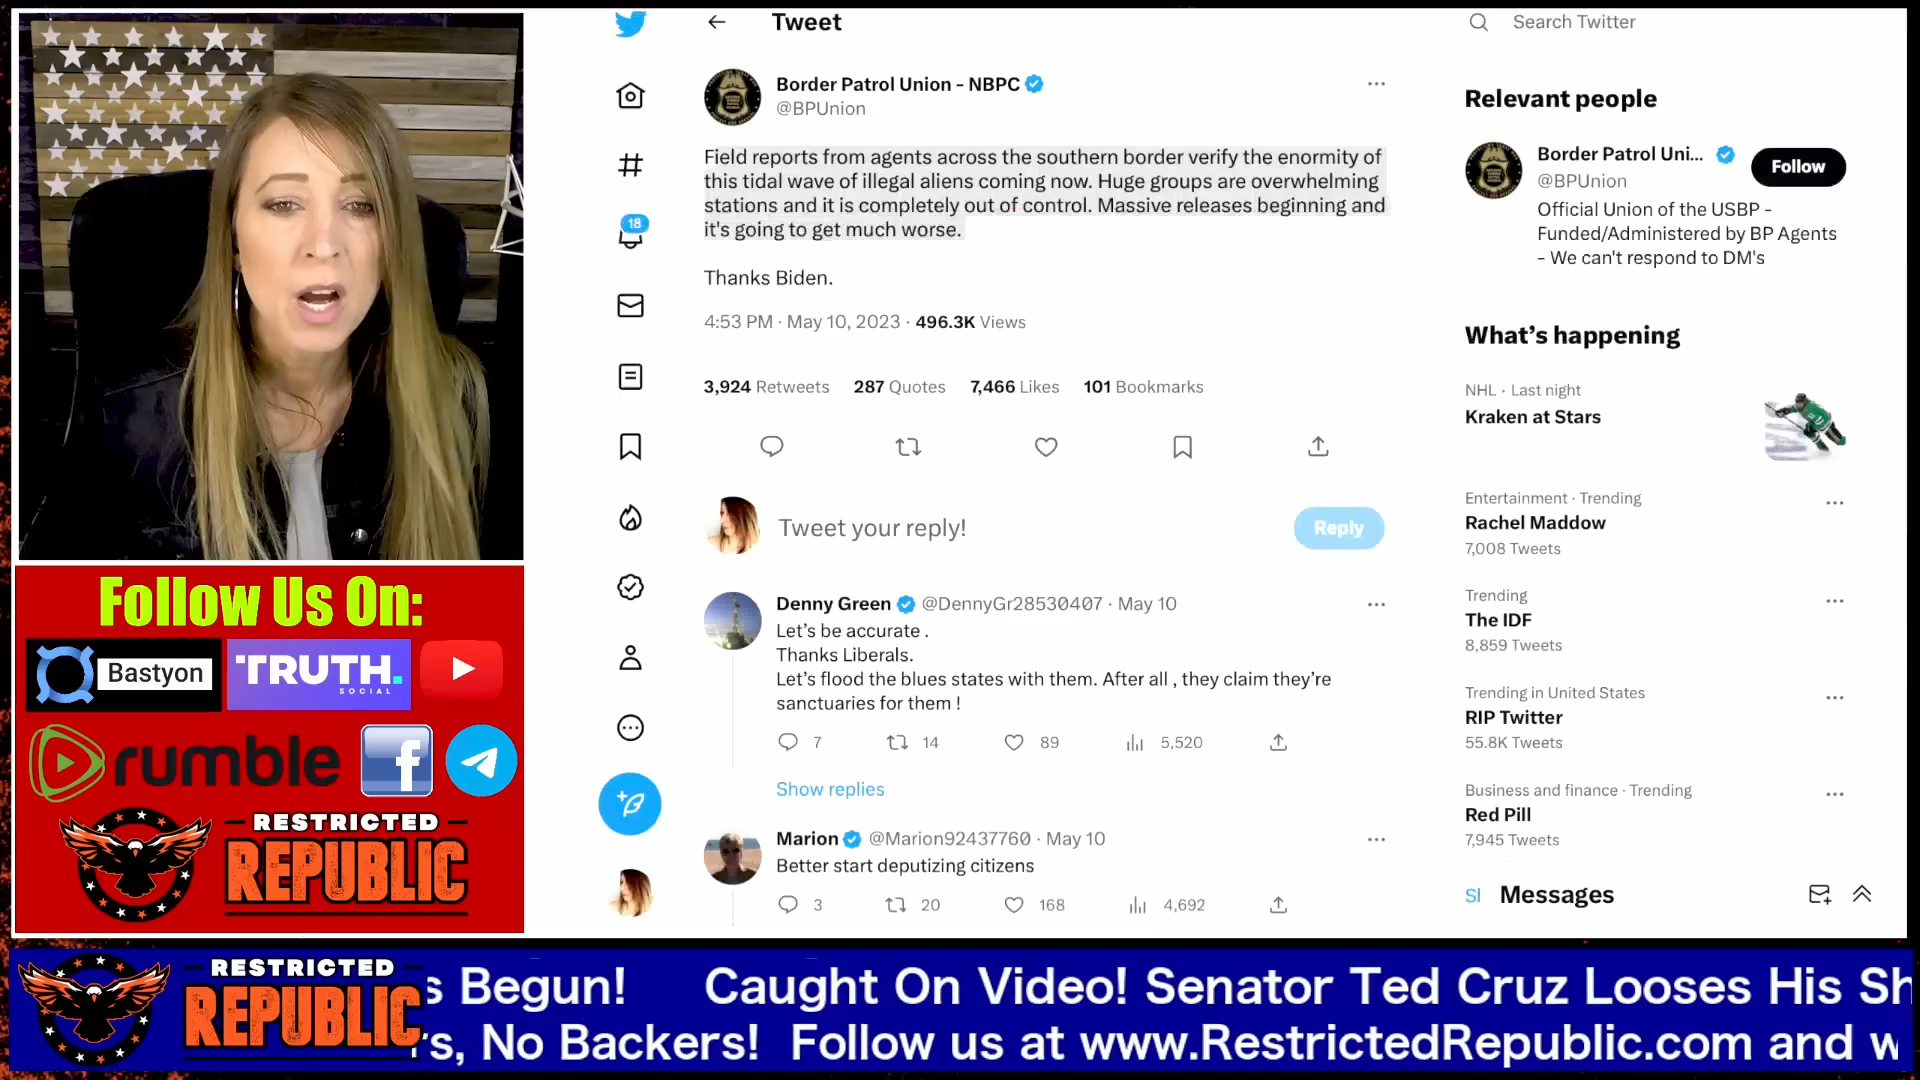 Tweet
Search Twitter
Border Patrol Union - NBPC
@BPUnion
Field reports from agents across the southern border verify the enormity of
this tidal wave of illegal aliens coming now. Huge groups are overwhelming
stations and it is completely out of control. Massive releases beginning and
it's going to get much worse.
Thanks Biden.
4:53 PM · May 10, 2023 · 496.3K Views
3,924 Retweets 287 Quotes 7,466 Likes 101 Bookmarks
18
Tweet your reply!
Reply
Denny Green @DennyGr28530407 · May 10
Let's be accurate .
Thanks Liberals.
Let's flood the blues states with them. After all , they claim they're
sanctuaries for them !
7 14 89 5,520
Show replies
Marion @Marion92437760 · May 10
Better start deputizing citizens
3 20 168 4,692
Relevant people
Border Patrol Uni...
@BPUnion
Follow
Official Union of the USBP -
Funded/Administered by BP Agents
- We can't respond to DM's
What's happening
NHL · Last night
Kraken at Stars
Entertainment · Trending
Rachel Maddow
7,008 Tweets
Trending
The IDF
8,859 Tweets
Trending in United States
RIP Twitter
55.8K Tweets
Business and finance · Trending
Red Pill
7,945 Tweets
SI Messages
Follow Us On:
Bastyon
TRUTH.
SOCIAL
rumble
f
RESTRICTED
REPUBLIC
RESTRICTED
REPUBLIC
s Begun! Caught On Video! Senator Ted Cruz Looses His Sh
rs, No Backers! Follow us at www.RestrictedRepublic.com and w